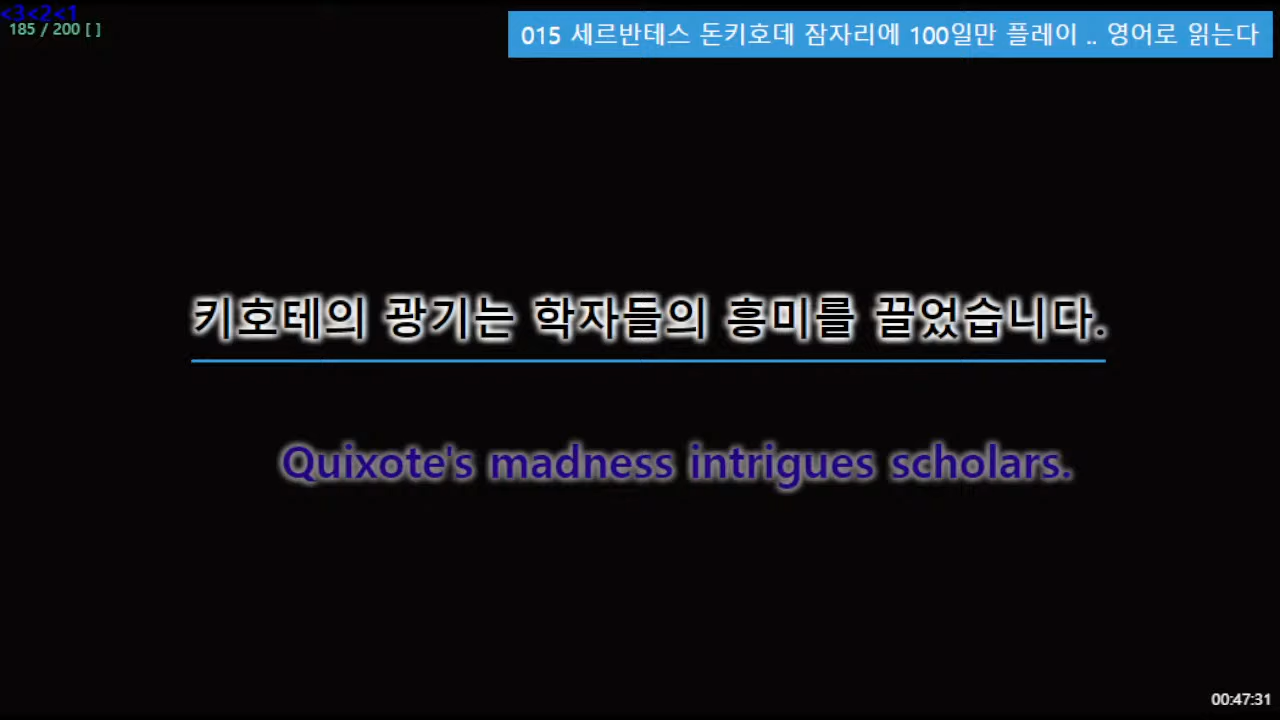 <3<2<1
185 / 200 [ ]
015 세르반테스 돈키호데 잠자리에 100일만 플레이 .. 영어로 읽는다
키호테의 광기는 학자들의 흥미를 끌었습니다.
Quixote's madness intrigues scholars.
00:47:31